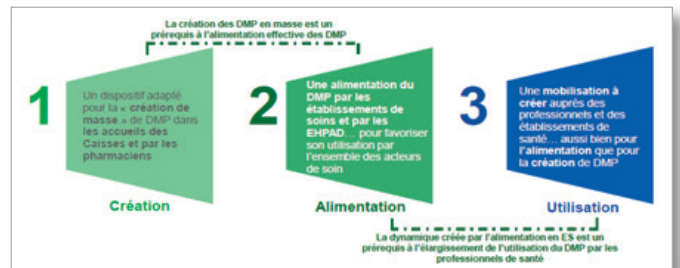 La création des DMP en masse est un
prérequis à l'alimentation effective des DMP
1
Un dispositif adapté
pour la « création de
masse » de DMP dans
les accueils des
Caisses et par les
pharmaciens
Création
2
Une alimentation du
DMP par les
établissements de
soins et par les
EHPAD… pour favoriser
son utilisation par
l'ensemble des acteurs
de soin
Alimentation
3
Une mobilisation à
créer auprès des
professionnels et des
établissements de
santé… aussi bien pour
l'alimentation que pour
la création de DMP
Utilisation
La dynamique créée par l'alimentation en ES est un
prérequis à l'élargissement de l'utilisation du DMP par les
professionnels de santé